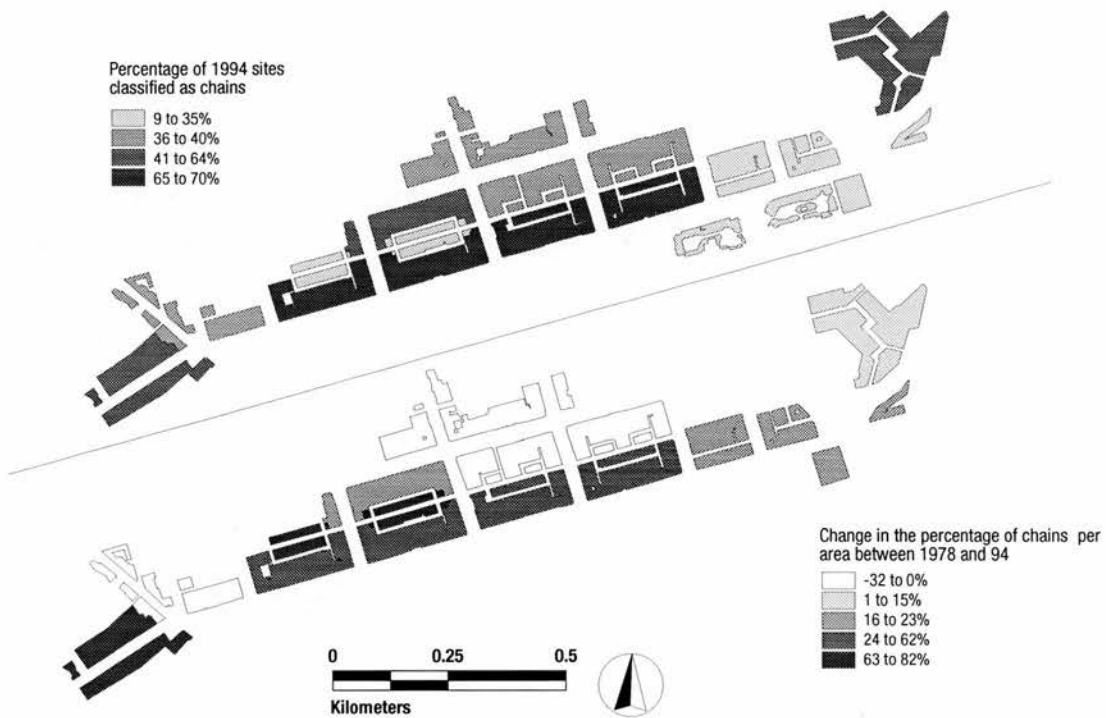 Percentage of 1994 sites
classified as chains
9 to 35%
36 to 40%
41 to 64%
65 to 70%
Change in the percentage of chains per
area between 1978 and 94
-32 to 0%
1 to 15%
16 to 23%
24 to 62%
63 to 82%
0 0.25 0.5
Kilometers